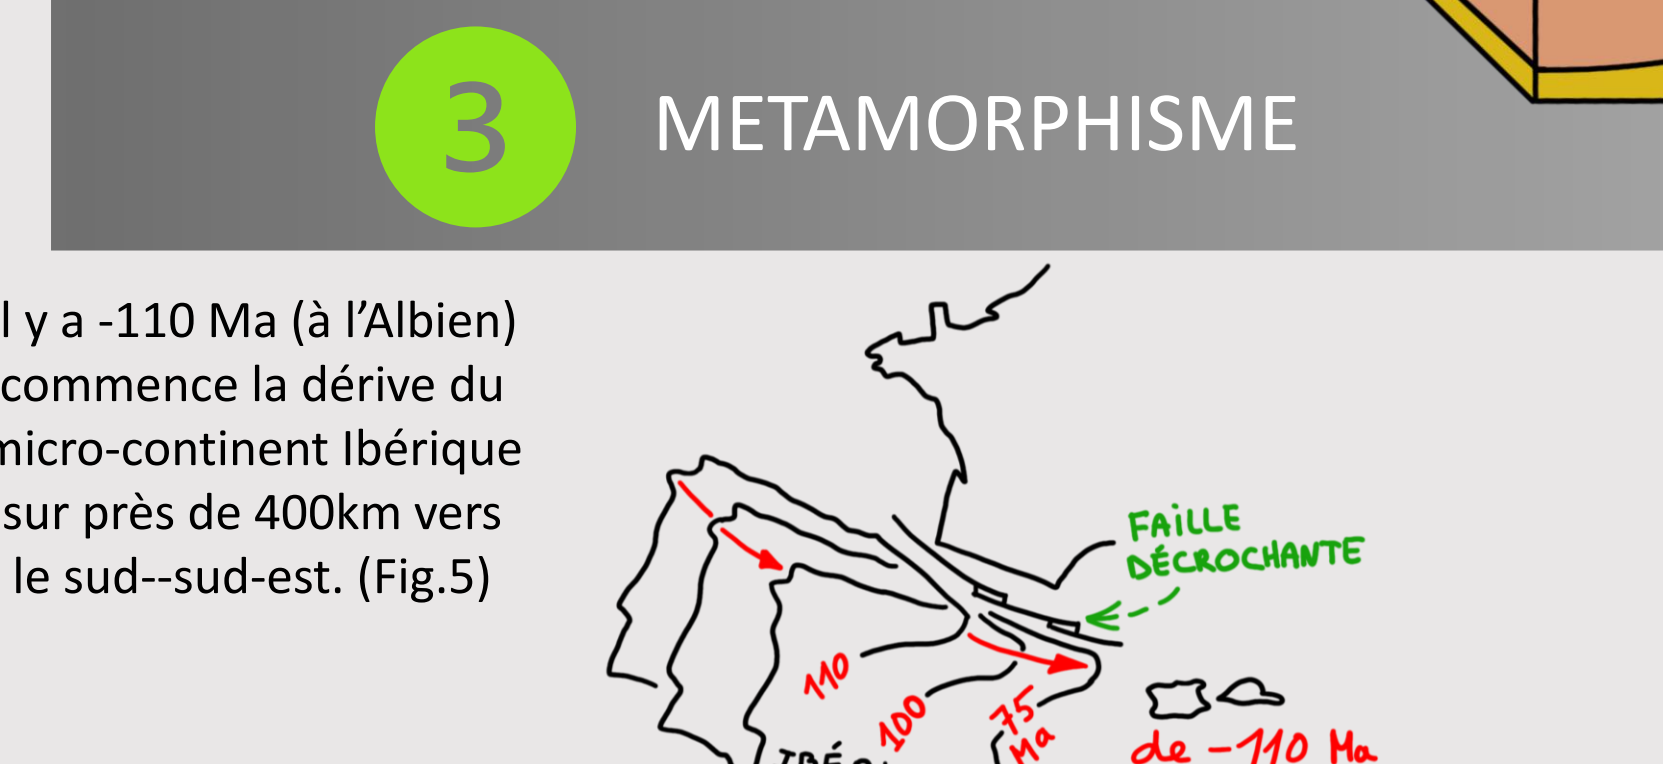 3
METAMORPHISME
l y a -110 Ma (à l’Albien)
commence la dérive du
micro-continent Ibérique
sur près de 400km vers
le sud--sud-est. (Fig.5)
FAILLE
DÉCROCHANTE
110
100
75
Ma
de -110 Ma